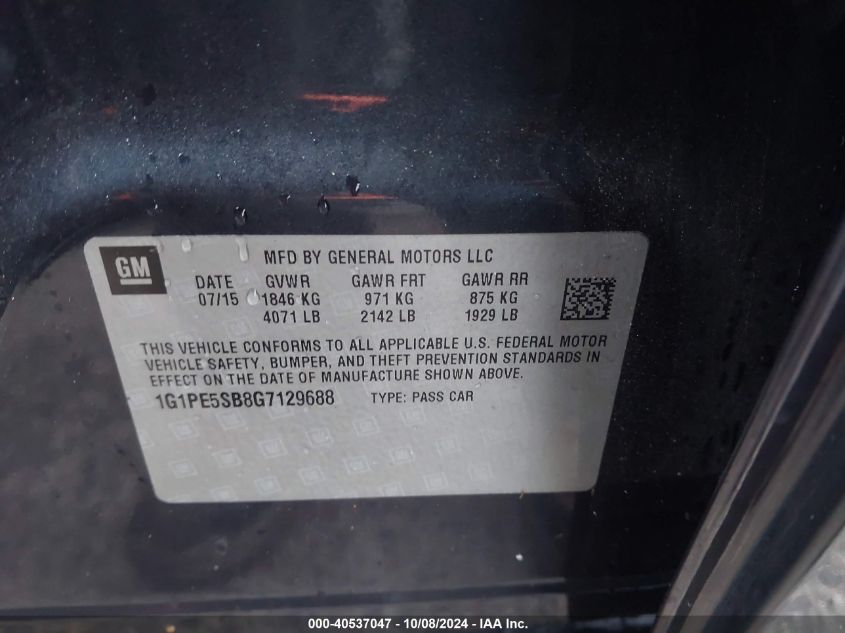 GM
MFD BY GENERAL MOTORS LLC
DATE GVWR GAWR FRT GAWR RR
07/15 1846 KG 971 KG 875 KG
4071 LB 2142 LB 1929 LB
THIS VEHICLE CONFORMS TO ALL APPLICABLE U.S. FEDERAL MOTOR
VEHICLE SAFETY, BUMPER, AND THEFT PREVENTION STANDARDS IN
EFFECT ON THE DATE OF MANUFACTURE SHOWN ABOVE.
1G1PE5SB8G7129688 TYPE: PASS CAR
000-40537047 - 10/08/2024 - IAA Inc.